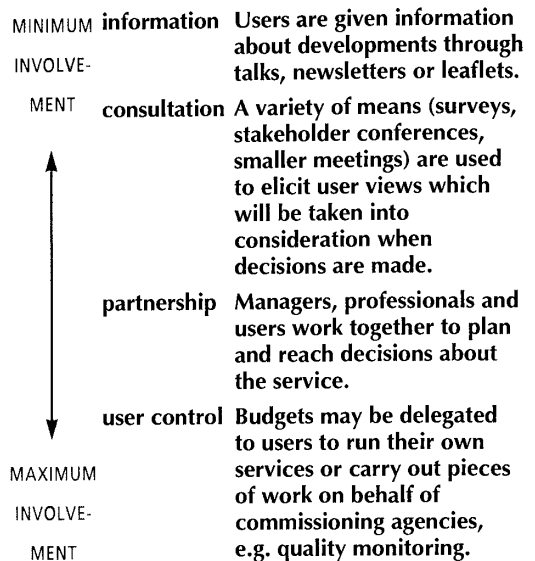 MINIMUM information Users are given information
about developments through
INVOLVE- talks, newsletters or leaflets.
MENT consultation A variety of means (surveys,
stakeholder conferences,
smaller meetings) are used
to elicit user views which
will be taken into
consideration when
decisions are made.
partnership Managers, professionals and
users work together to plan
and reach decisions about
the service.
user control Budgets may be delegated
to users to run their own
MAXIMUM services or carry out pieces
of work on behalf of
INVOLVE- commissioning agencies,
MENT e.g. quality monitoring.